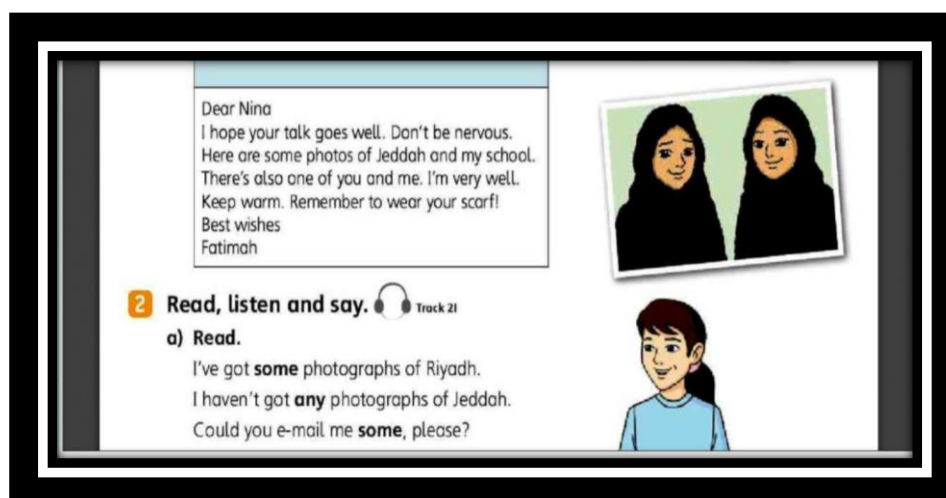 Dear Nina
I hope your talk goes well. Don't be nervous.
Here are some photos of Jeddah and my school.
There's also one of you and me. I'm very well.
Keep warm. Remember to wear your scarf!
Best wishes
Fatimah
2 Read, listen and say. Track 21
a) Read.
I've got some photographs of Riyadh.
I haven't got any photographs of Jeddah.
Could you e-mail me some, please?